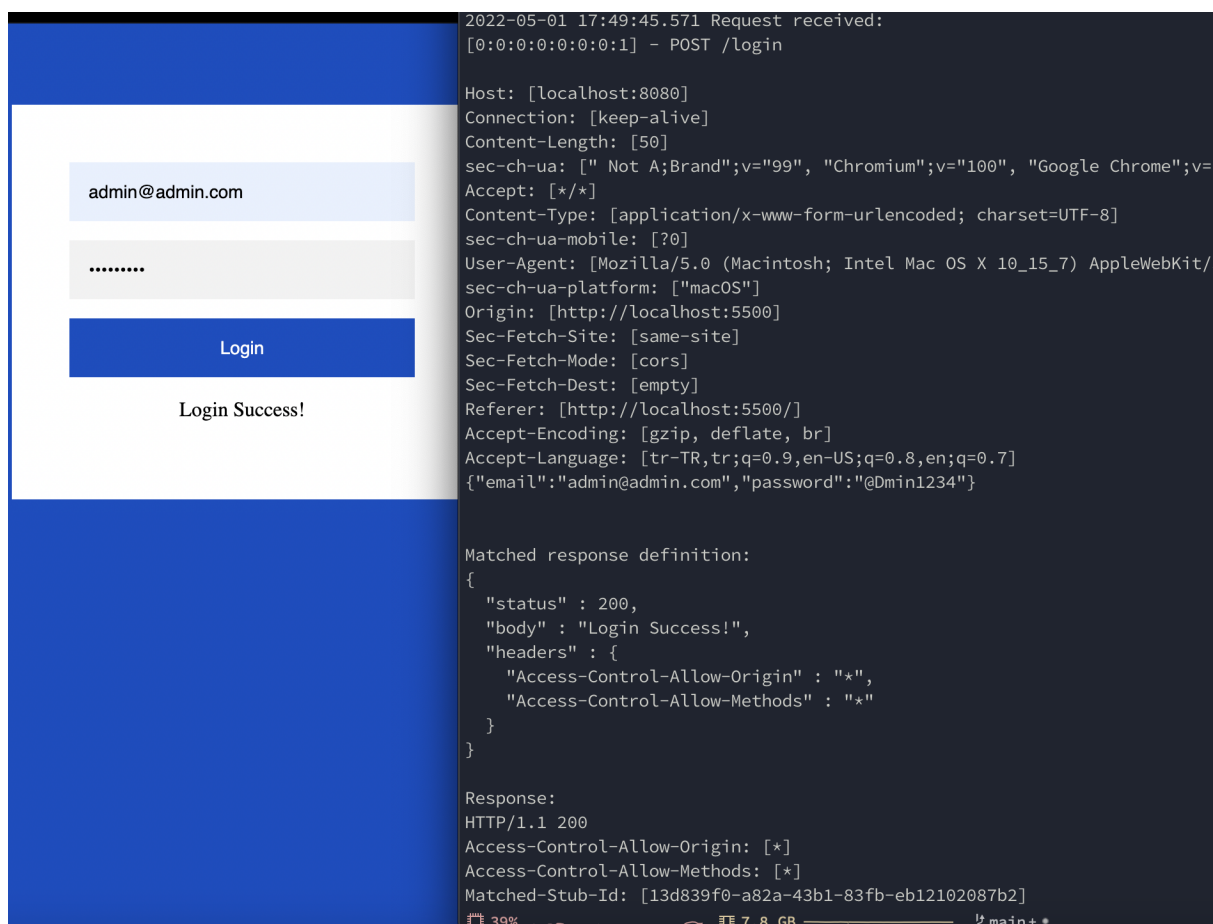 admin@admin.com
•••••••••
Login
Login Success!
2022-05-01 17:49:45.571 Request received:
[0:0:0:0:0:0:0:1] - POST /login
Host: [localhost:8080]
Connection: [keep-alive]
Content-Length: [50]
sec-ch-ua: [" Not A;Brand";v="99", "Chromium";v="100", "Google Chrome";v=
Accept: [*/*]
Content-Type: [application/x-www-form-urlencoded; charset=UTF-8]
sec-ch-ua-mobile: [?0]
User-Agent: [Mozilla/5.0 (Macintosh; Intel Mac OS X 10_15_7) AppleWebKit/
sec-ch-ua-platform: ["macOS"]
Origin: [http://localhost:5500]
Sec-Fetch-Site: [same-site]
Sec-Fetch-Mode: [cors]
Sec-Fetch-Dest: [empty]
Referer: [http://localhost:5500/]
Accept-Encoding: [gzip, deflate, br]
Accept-Language: [tr-TR,tr;q=0.9,en-US;q=0.8,en;q=0.7]
{"email":"admin@admin.com","password":"@Dmin1234"}
Matched response definition:
{
  "status" : 200,
  "body" : "Login Success!",
  "headers" : {
    "Access-Control-Allow-Origin" : "*",
    "Access-Control-Allow-Methods" : "*"
  }
}
Response:
HTTP/1.1 200
Access-Control-Allow-Origin: [*]
Access-Control-Allow-Methods: [*]
Matched-Stub-Id: [13d839f0-a82a-43b1-83fb-eb12102087b2]
39% 7.8 GB main+